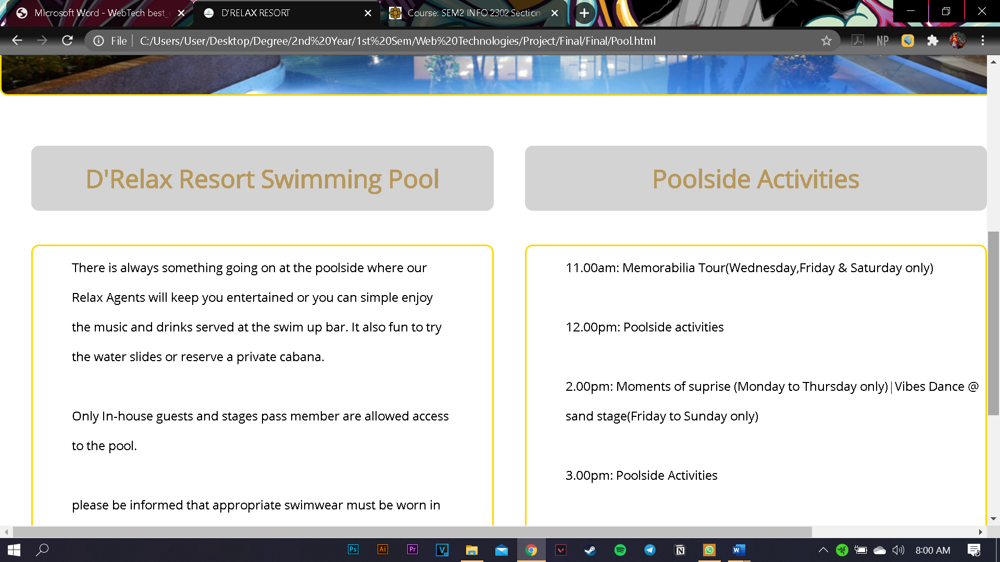 Microsoft Word - WebTech best_
D'RELAX RESORT
Course: SEM2 INFO 2302 Section
File
C:/Users/User/Desktop/Degree/2nd%20Year/1st%20Sem/Web%20Technologies/Project/Final/Final/Pool.html
NP
D'Relax Resort Swimming Pool
There is always something going on at the poolside where our
Relax Agents will keep you entertained or you can simple enjoy
the music and drinks served at the swim up bar. It also fun to try
the water slides or reserve a private cabana.
Only In-house guests and stages pass member are allowed access
to the pool.
please be informed that appropriate swimwear must be worn in
Poolside Activities
11.00am: Memorabilia Tour(Wednesday,Friday & Saturday only)
12.00pm: Poolside activities
2.00pm: Moments of suprise (Monday to Thursday only)|Vibes Dance @
sand stage(Friday to Sunday only)
3.00pm: Poolside Activities
Ps
Ai
Pr
V
N
W
8:00 AM